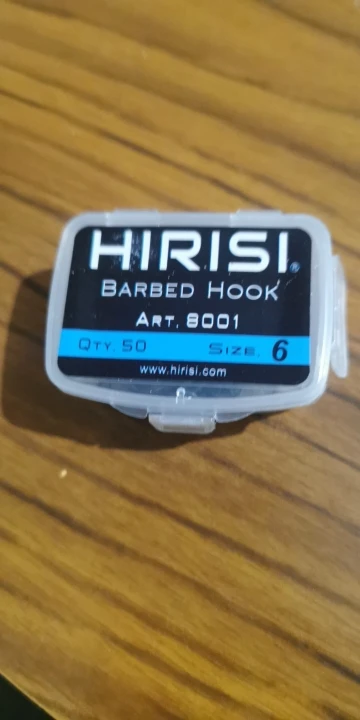 HIRISI®
BARBED HOOK
ART. 8001
QTY. 50 SIZE. 6
www.hirisi.com